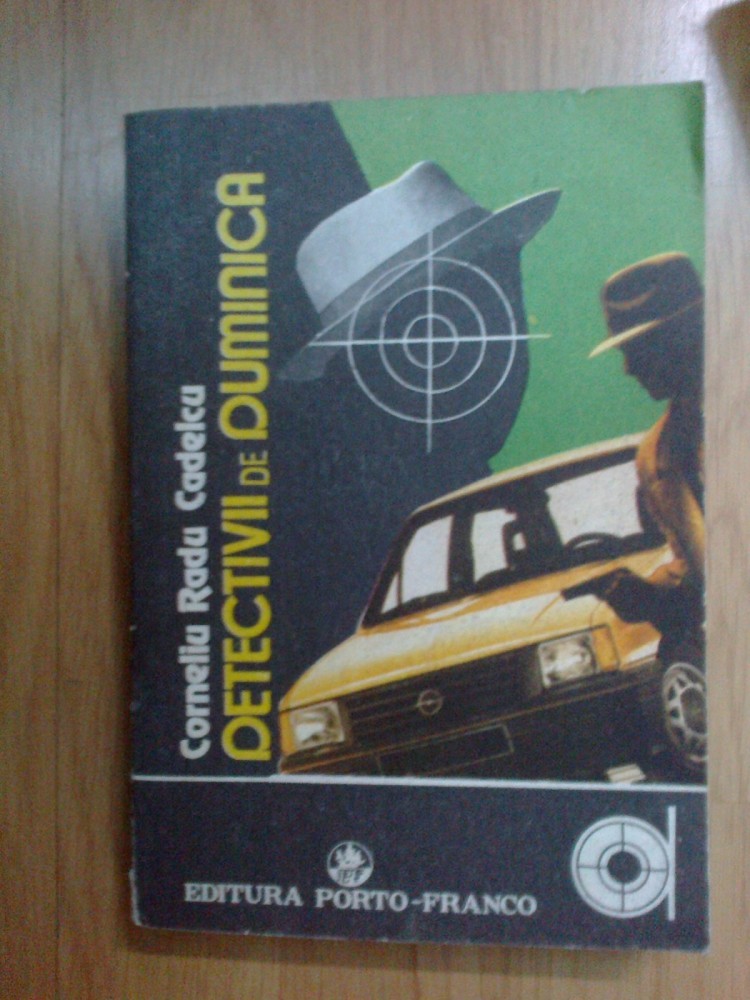 Corneliu Radu Cadelcu
DETECTIVII DE DUMINICA
EDITURA PORTO-FRANCO